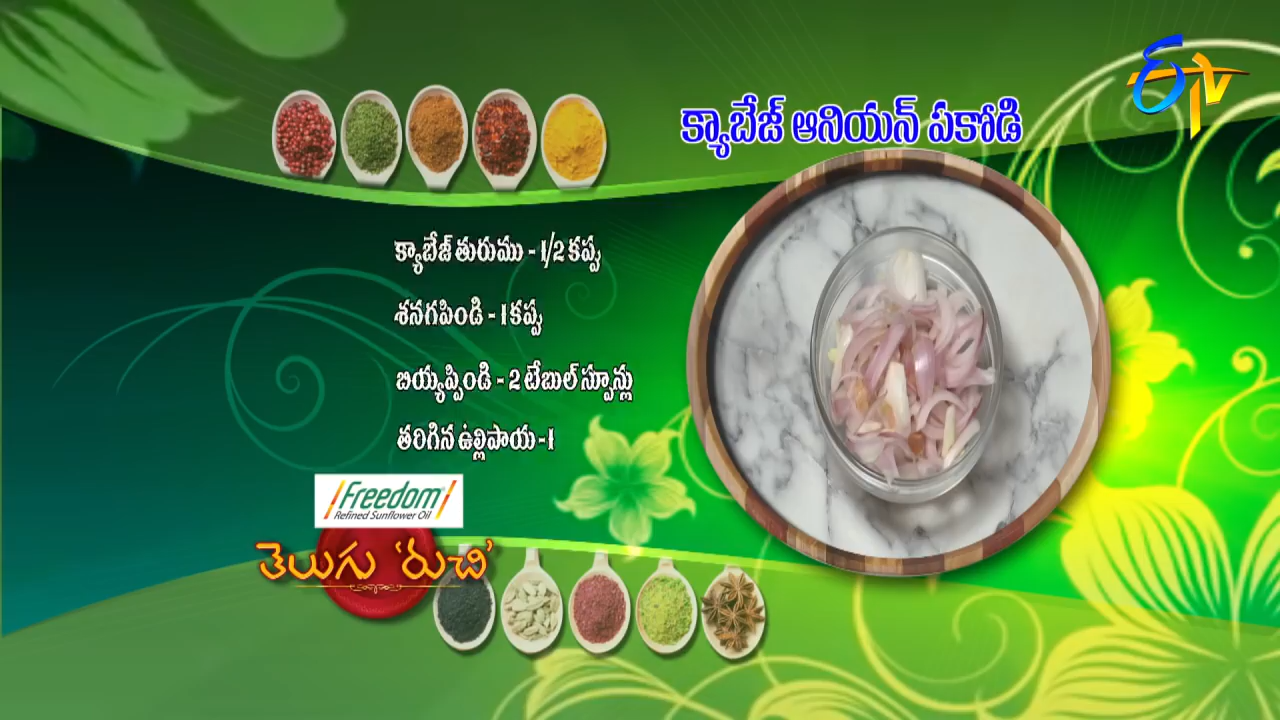 ETV
క్యాబేజ్ ఆనియన్ పకోడి
క్యాబేజ్ తురుము - 1/2 కప్పు
శనగపిండి - 1 కప్పు
బియ్యప్పిండి - 2 టేబుల్ స్పూన్లు
తరిగిన ఉల్లిపాయ -1
Freedom
Refined Sunflower Oil
తెలుగు 'రుచి'